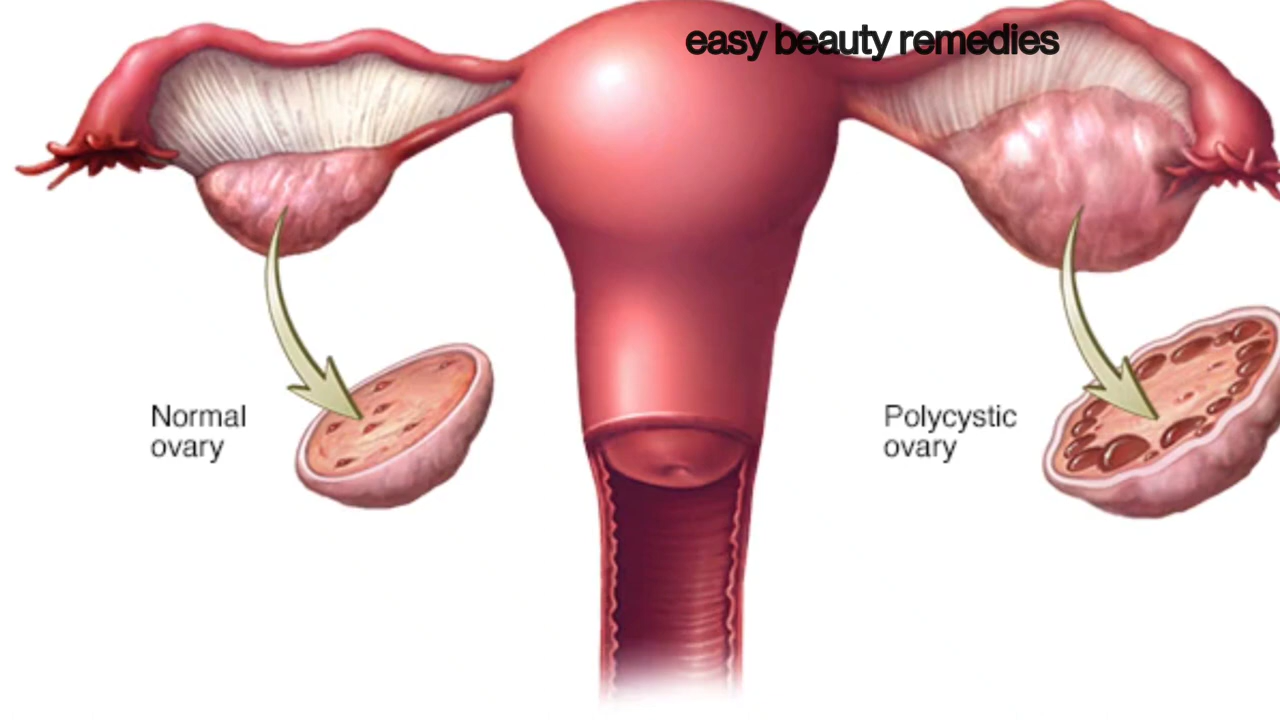 easy beauty remedies
Normal
ovary
Polycystic
ovary